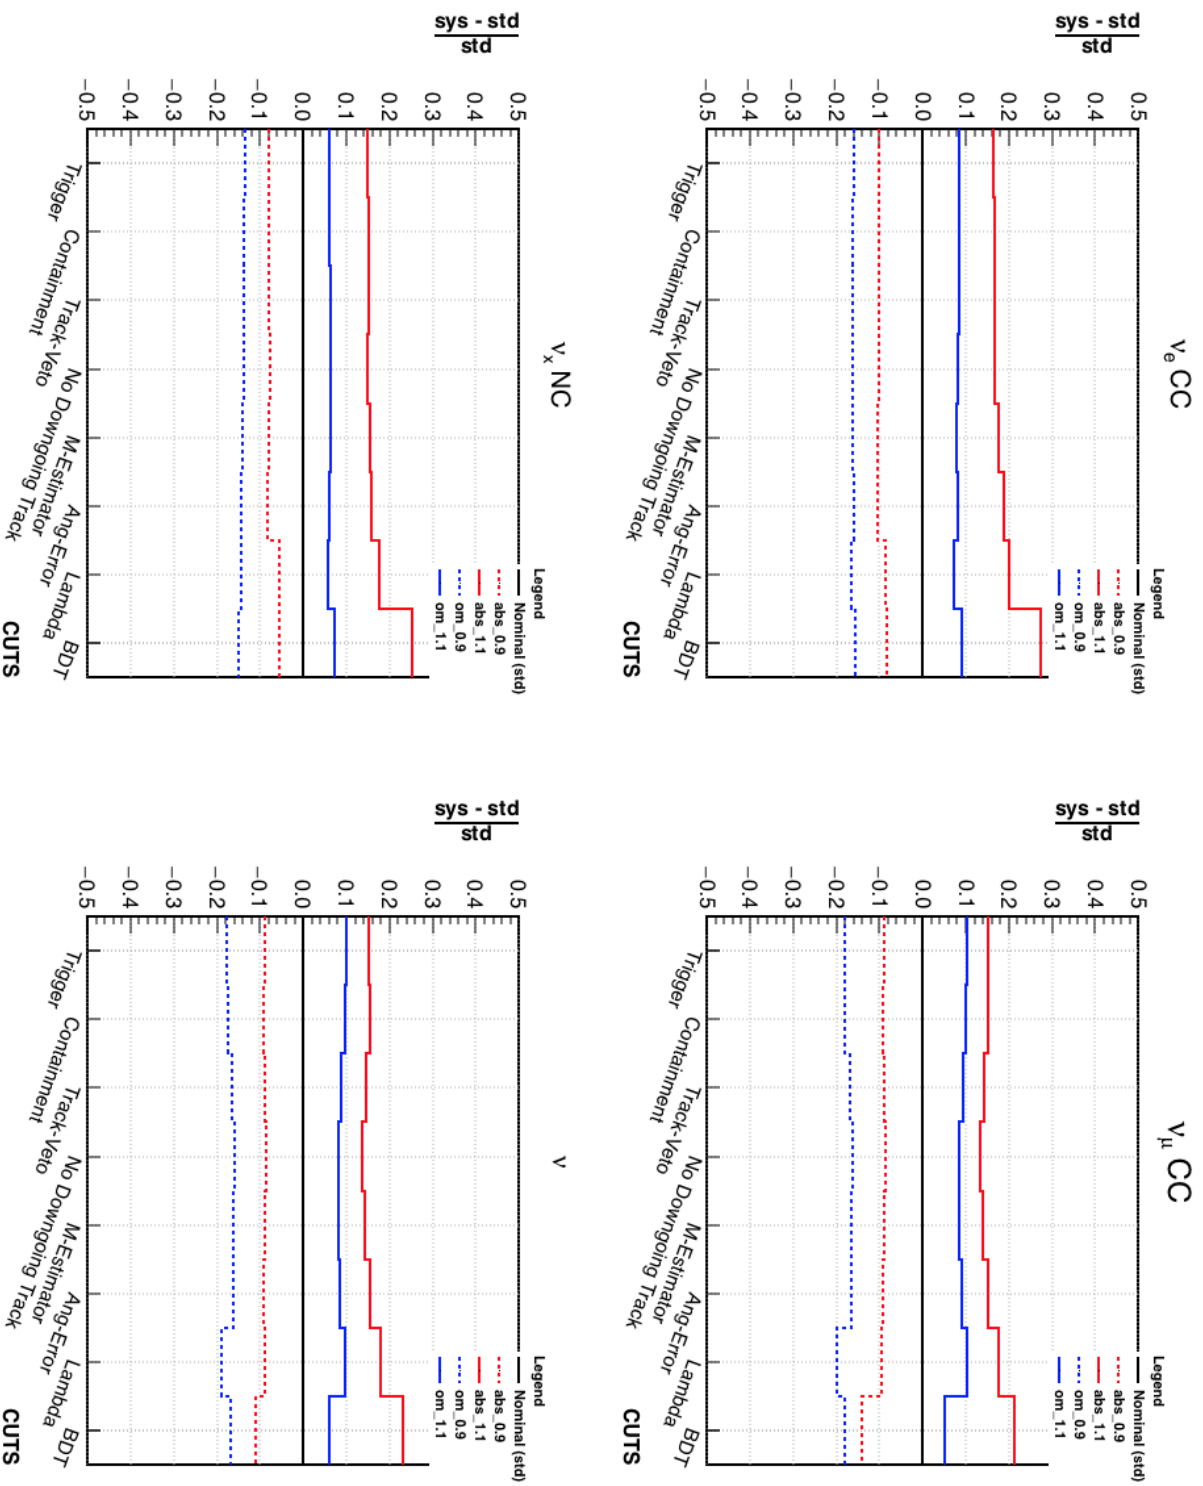 ν_e CC
sys - std
std
0.5
0.4
0.3
0.2
0.1
0.0
−0.1
−0.2
−0.3
−0.4
−0.5
Legend
Nominal (std)
abs_0.9
abs_1.1
om_0.9
om_1.1
Trigger
Containment
Track-Veto
No Downgoing Track
M-Estimator
Ang-Error
Lambda
BDT
CUTS
ν_μ CC
sys - std
std
0.5
0.4
0.3
0.2
0.1
0.0
−0.1
−0.2
−0.3
−0.4
−0.5
Legend
Nominal (std)
abs_0.9
abs_1.1
om_0.9
om_1.1
Trigger
Containment
Track-Veto
No Downgoing Track
M-Estimator
Ang-Error
Lambda
BDT
CUTS
ν_x NC
sys - std
std
0.5
0.4
0.3
0.2
0.1
0.0
−0.1
−0.2
−0.3
−0.4
−0.5
Legend
Nominal (std)
abs_0.9
abs_1.1
om_0.9
om_1.1
Trigger
Containment
Track-Veto
No Downgoing Track
M-Estimator
Ang-Error
Lambda
BDT
CUTS
ν
sys - std
std
0.5
0.4
0.3
0.2
0.1
0.0
−0.1
−0.2
−0.3
−0.4
−0.5
Legend
Nominal (std)
abs_0.9
abs_1.1
om_0.9
om_1.1
Trigger
Containment
Track-Veto
No Downgoing Track
M-Estimator
Ang-Error
Lambda
BDT
CUTS